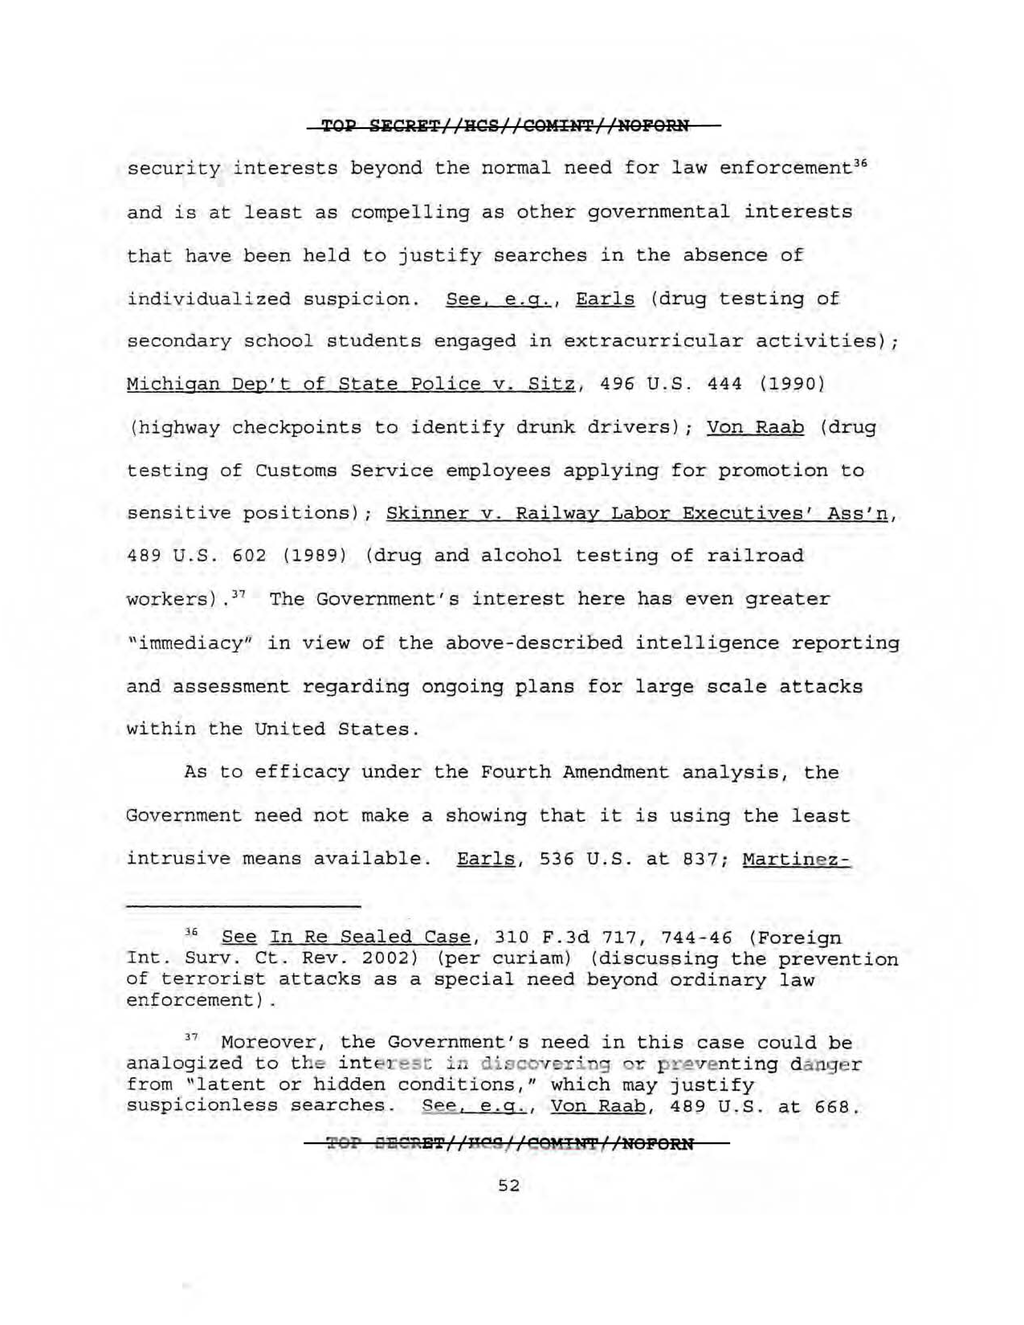 TOP SECRET//HCS//COMINT//NOFORN
security interests beyond the normal need for law enforcement³⁶
and is at least as compelling as other governmental interests
that have been held to justify searches in the absence of
individualized suspicion. See, e.g., Earls (drug testing of
secondary school students engaged in extracurricular activities);
Michigan Dep't of State Police v. Sitz, 496 U.S. 444 (1990)
(highway checkpoints to identify drunk drivers); Von Raab (drug
testing of Customs Service employees applying for promotion to
sensitive positions); Skinner v. Railway Labor Executives' Ass'n,
489 U.S. 602 (1989) (drug and alcohol testing of railroad
workers).³⁷ The Government's interest here has even greater
"immediacy" in view of the above-described intelligence reporting
and assessment regarding ongoing plans for large scale attacks
within the United States.
As to efficacy under the Fourth Amendment analysis, the
Government need not make a showing that it is using the least
intrusive means available. Earls, 536 U.S. at 837; Martinez-
³⁶ See In Re Sealed Case, 310 F.3d 717, 744-46 (Foreign
Int. Surv. Ct. Rev. 2002) (per curiam) (discussing the prevention
of terrorist attacks as a special need beyond ordinary law
enforcement).
³⁷ Moreover, the Government's need in this case could be
analogized to the interest in discovering or preventing danger
from "latent or hidden conditions," which may justify
suspicionless searches. See, e.g., Von Raab, 489 U.S. at 668.
TOP SECRET//HCS//COMINT//NOFORN
52